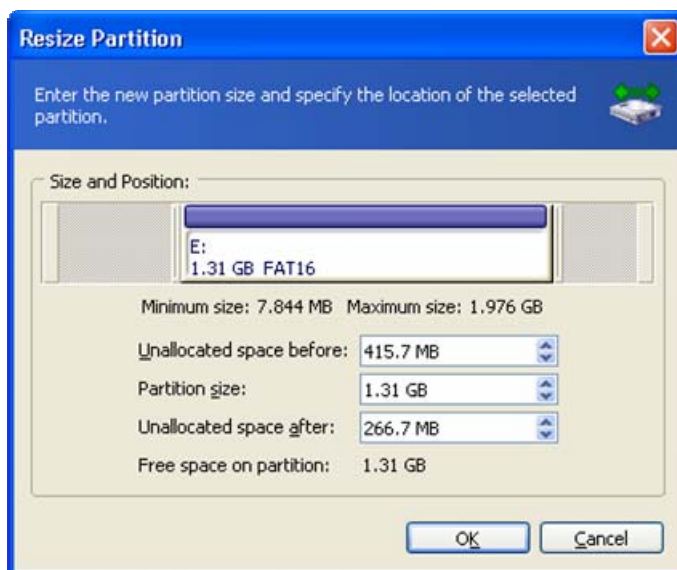 Resize Partition
Enter the new partition size and specify the location of the selected
partition.
Size and Position:
E:
1.31 GB FAT16
Minimum size: 7.844 MB Maximum size: 1.976 GB
Unallocated space before: 415.7 MB
Partition size: 1.31 GB
Unallocated space after: 266.7 MB
Free space on partition: 1.31 GB
OK Cancel